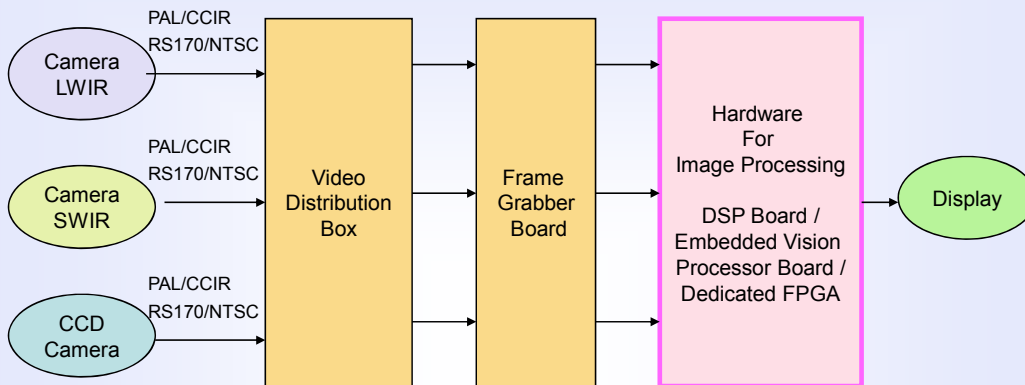 PAL/CCIR
RS170/NTSC
Camera
LWIR
PAL/CCIR
RS170/NTSC
Camera
SWIR
PAL/CCIR
RS170/NTSC
CCD
Camera
Video
Distribution
Box
Frame
Grabber
Board
Hardware
For
Image Processing
DSP Board /
Embedded Vision
Processor Board /
Dedicated FPGA
Display